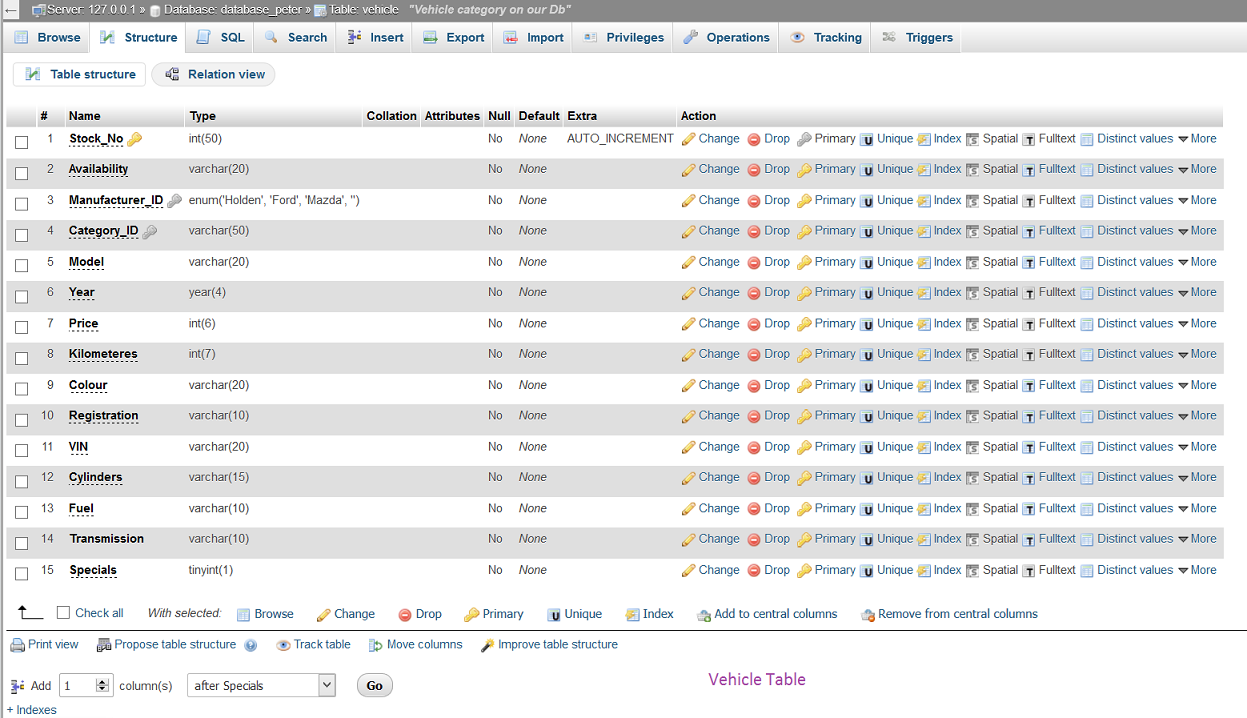 Server: 127.0.0.1 » Database: database_peter » Table: vehicle "Vehicle category on our Db"
Browse Structure SQL Search Insert Export Import Privileges Operations Tracking Triggers
Table structure Relation view
# Name Type Collation Attributes Null Default Extra Action
1 Stock_No int(50) No None AUTO_INCREMENT Change Drop Primary Unique Index Spatial Fulltext Distinct values More
2 Availability varchar(20) No None Change Drop Primary Unique Index Spatial Fulltext Distinct values More
3 Manufacturer_ID enum('Holden', 'Ford', 'Mazda', '') No None Change Drop Primary Unique Index Spatial Fulltext Distinct values More
4 Category_ID varchar(50) No None Change Drop Primary Unique Index Spatial Fulltext Distinct values More
5 Model varchar(20) No None Change Drop Primary Unique Index Spatial Fulltext Distinct values More
6 Year year(4) No None Change Drop Primary Unique Index Spatial Fulltext Distinct values More
7 Price int(6) No None Change Drop Primary Unique Index Spatial Fulltext Distinct values More
8 Kilometeres int(7) No None Change Drop Primary Unique Index Spatial Fulltext Distinct values More
9 Colour varchar(20) No None Change Drop Primary Unique Index Spatial Fulltext Distinct values More
10 Registration varchar(10) No None Change Drop Primary Unique Index Spatial Fulltext Distinct values More
11 VIN varchar(20) No None Change Drop Primary Unique Index Spatial Fulltext Distinct values More
12 Cylinders varchar(15) No None Change Drop Primary Unique Index Spatial Fulltext Distinct values More
13 Fuel varchar(10) No None Change Drop Primary Unique Index Spatial Fulltext Distinct values More
14 Transmission varchar(10) No None Change Drop Primary Unique Index Spatial Fulltext Distinct values More
15 Specials tinyint(1) No None Change Drop Primary Unique Index Spatial Fulltext Distinct values More
Check all With selected: Browse Change Drop Primary Unique Index Add to central columns Remove from central columns
Print view Propose table structure Track table Move columns Improve table structure
Add 1 column(s) after Specials Go Vehicle Table
+ Indexes